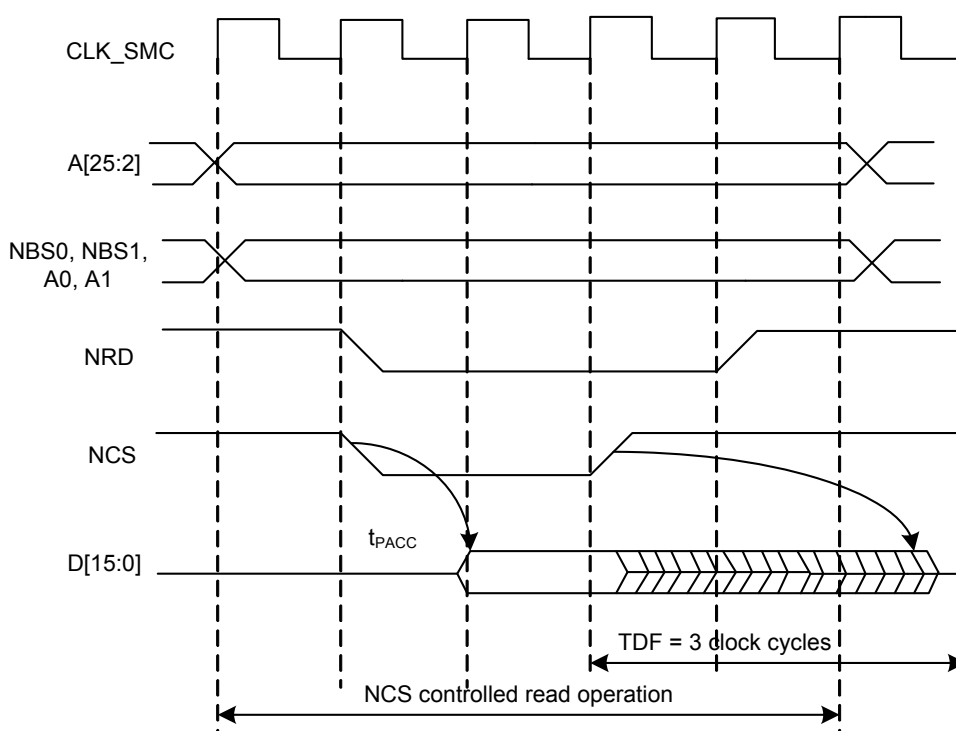 CLK_SMC
A[25:2]
NBS0, NBS1,
A0, A1
NRD
NCS
tPACC
D[15:0]
TDF = 3 clock cycles
NCS controlled read operation